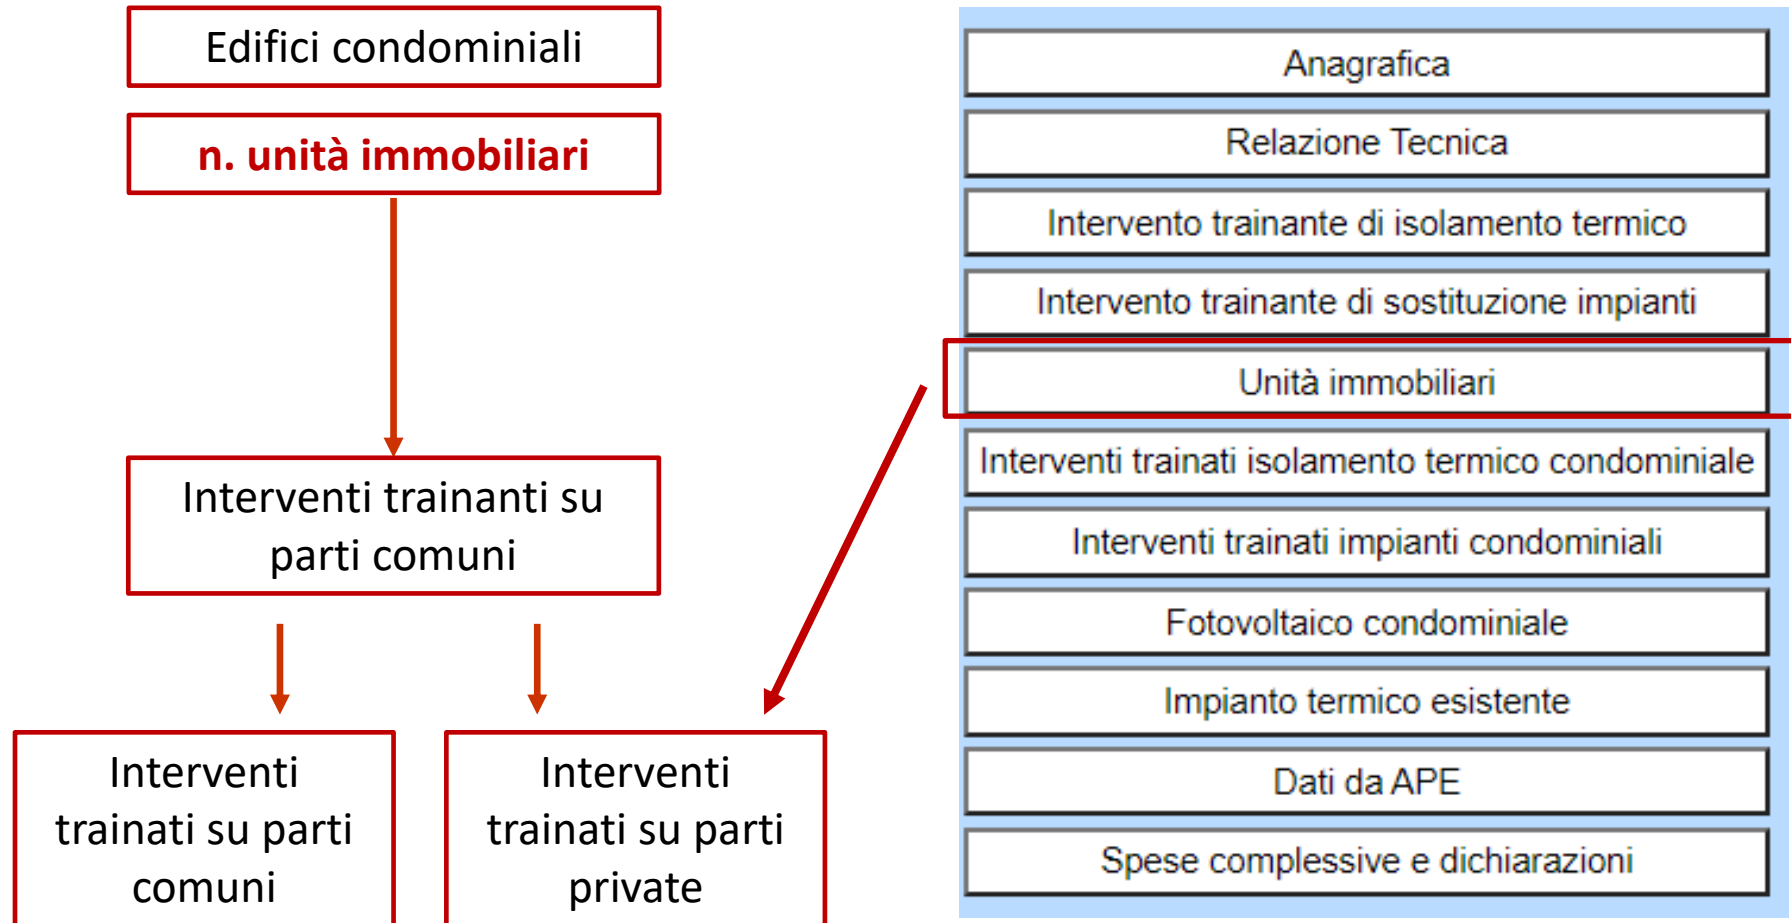 Edifici condominiali
n. unità immobiliari
Interventi trainanti su
parti comuni
Interventi
trainati su parti
comuni
Interventi
trainati su parti
private
Anagrafica
Relazione Tecnica
Intervento trainante di isolamento termico
Intervento trainante di sostituzione impianti
Unità immobiliari
Interventi trainati isolamento termico condominiale
Interventi trainati impianti condominiali
Fotovoltaico condominiale
Impianto termico esistente
Dati da APE
Spese complessive e dichiarazioni